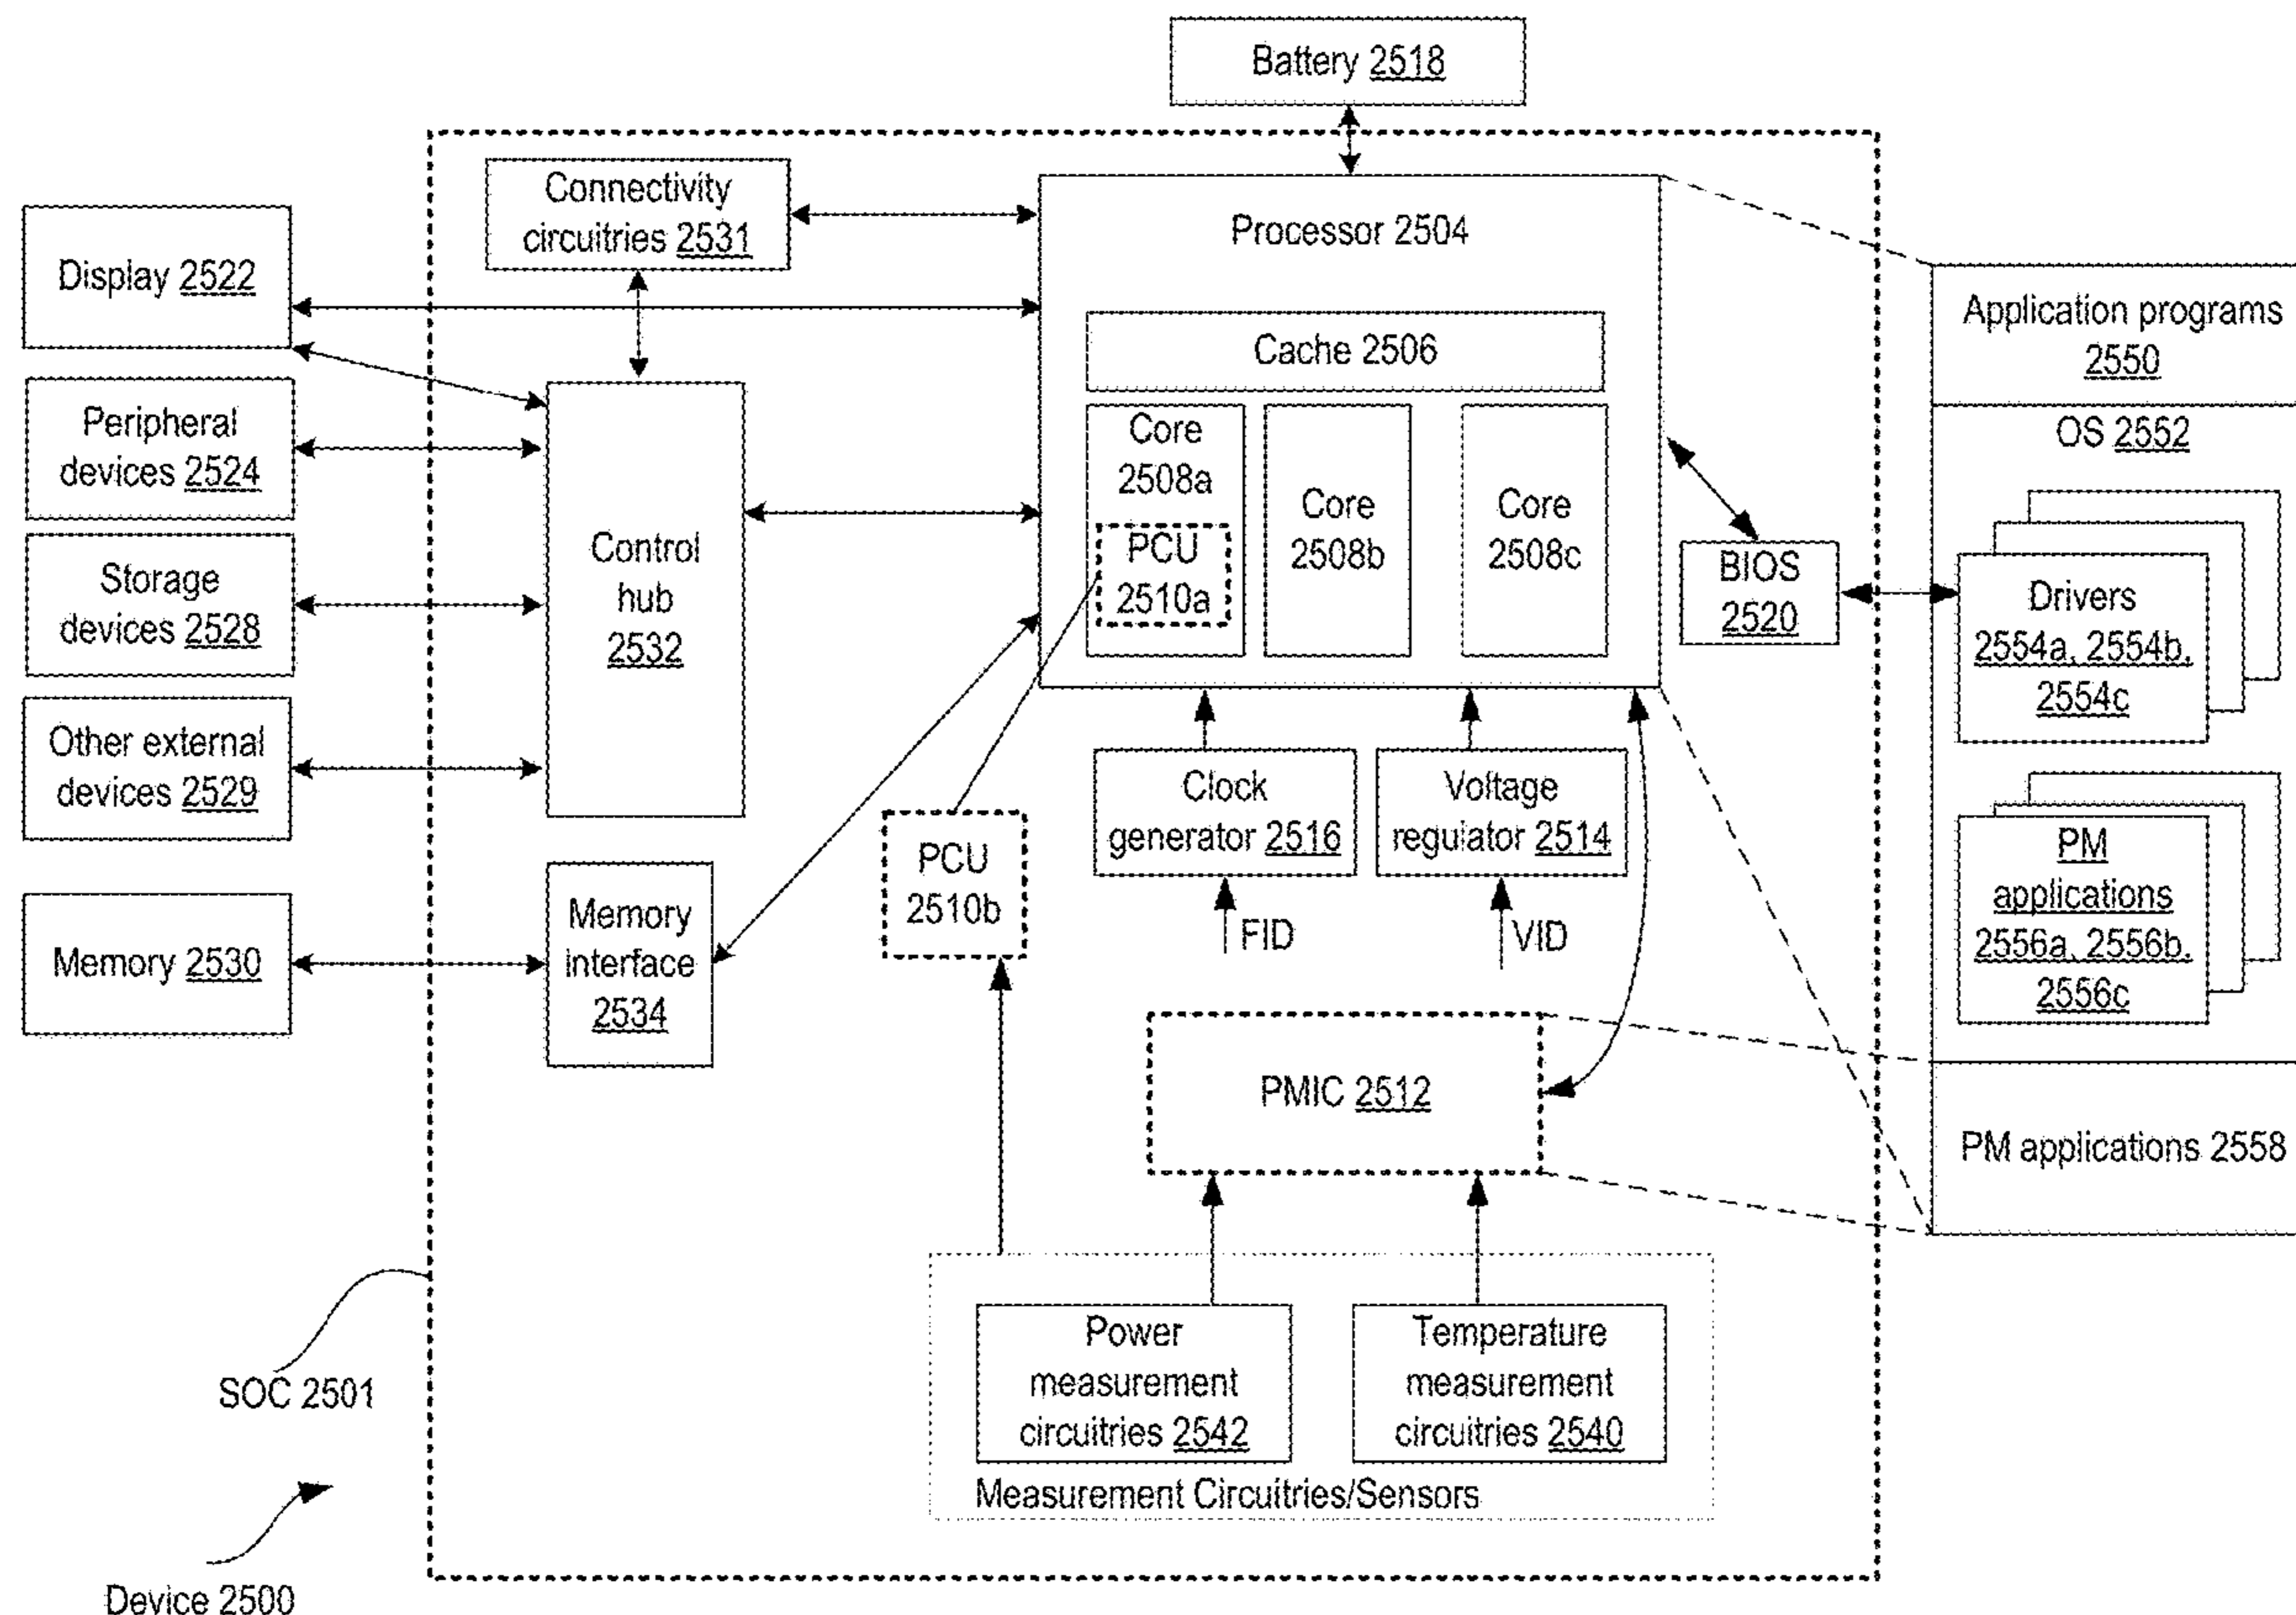 Battery 2518
Connectivity
circuitries 2531
Processor 2504
Display 2522
Cache 2506
Application programs
2550
Peripheral
devices 2524
Core
2508a
PCU
2510a
Core
2508b
Core
2508c
OS 2552
Storage
devices 2528
Control
hub
2532
BIOS
2520
Drivers
2554a, 2554b,
2554c
Other external
devices 2529
Clock
generator 2516
Voltage
regulator 2514
PCU
2510b
FID
VID
PM
applications
2556a, 2556b,
2556c
Memory 2530
Memory
interface
2534
PMIC 2512
PM applications 2558
Power
measurement
circuitries 2542
Temperature
measurement
circuitries 2540
Measurement Circuitries/Sensors
SOC 2501
Device 2500